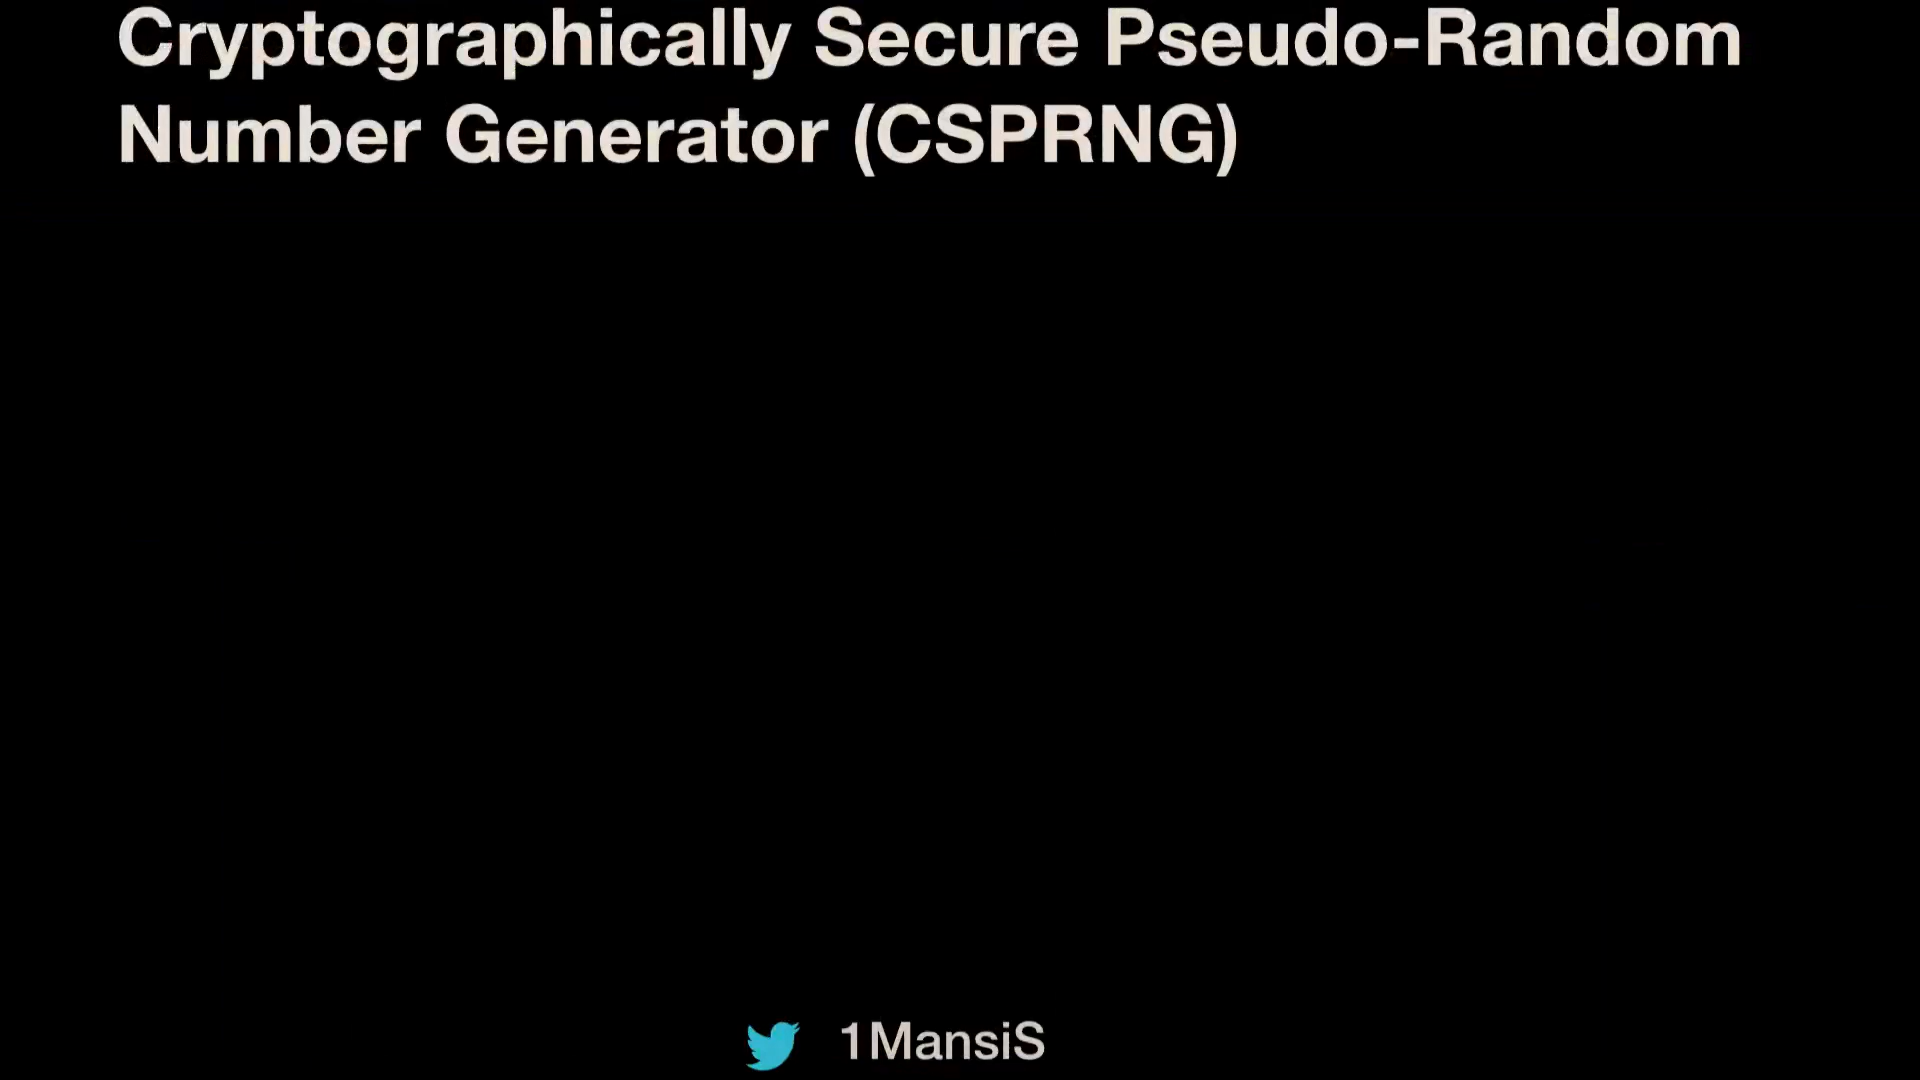 Cryptographically Secure Pseudo-Random
Number Generator (CSPRNG)
1MansiS